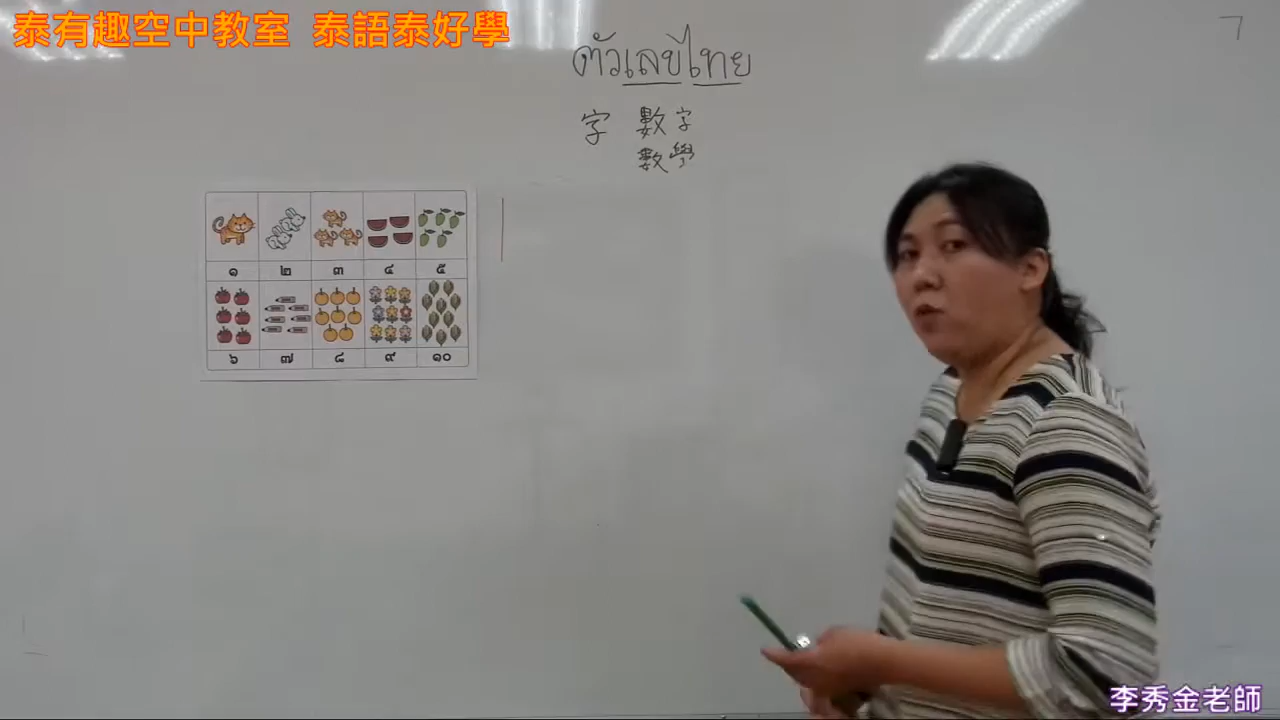 泰有趣空中教室 泰語泰好學
7
ตัวเลขไทย
字 數字
數學
๑ ๒ ๓ ๔ ๕
๖ ๗ ๘ ๙ ๑๐
李秀金老師